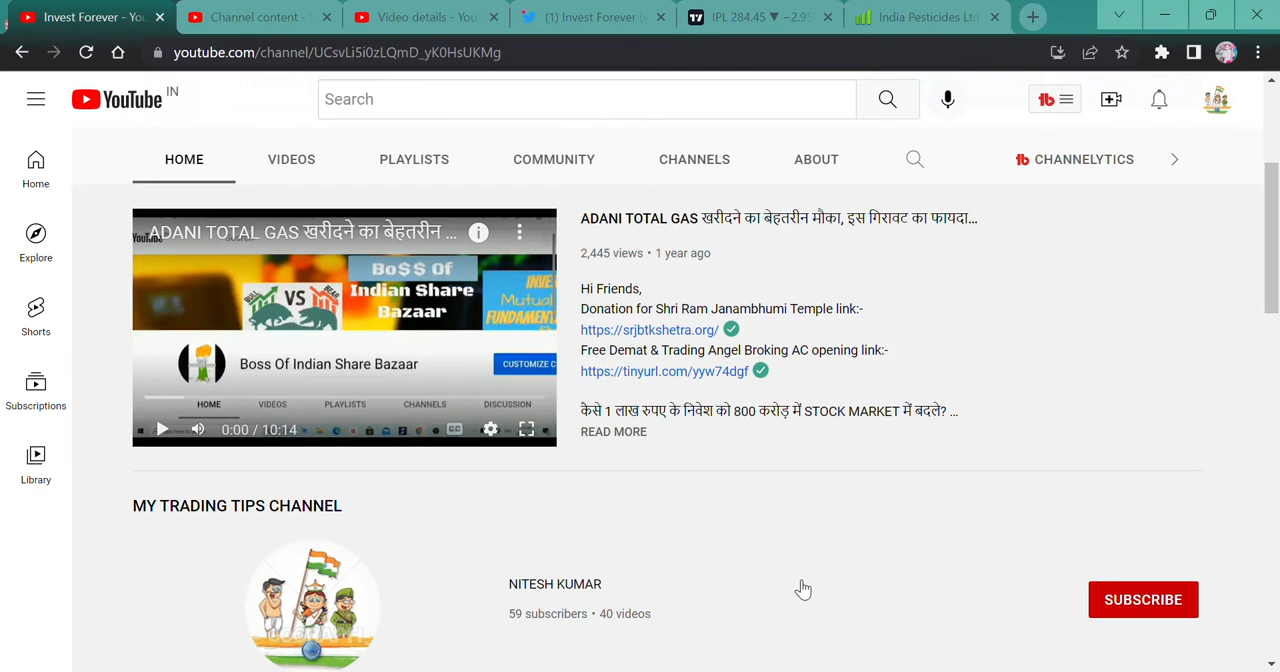 Invest Forever - You
Channel content -
Video details - You
(1) Invest Forever (
IPL 284.45 ▼ −2.95
India Pesticides Ltd
youtube.com/channel/UCsvLi5i0zLQmD_yK0HsUKMg
YouTube IN
Search
HOME
VIDEOS
PLAYLISTS
COMMUNITY
CHANNELS
ABOUT
CHANNELYTICS
Home
Explore
Shorts
Subscriptions
Library
ADANI TOTAL GAS खरीदने का बेहतरीन ...
Bo$$ Of
Indian Share
Bazaar
VS
Mutual
FUNDAMENTA
Boss Of Indian Share Bazaar
CUSTOMIZE C
HOME
VIDEOS
PLAYLISTS
CHANNELS
DISCUSSION
0:00 / 10:14
CC
ADANI TOTAL GAS खरीदने का बेहतरीन मौका, इस गिरावट का फायदा...
2,445 views • 1 year ago
Hi Friends,
Donation for Shri Ram Janambhumi Temple link:-
https://srjbtkshetra.org/
Free Demat & Trading Angel Broking AC opening link:-
https://tinyurl.com/yyw74dgf
कैसे 1 लाख रुपए के निवेश को 800 करोड़ में STOCK MARKET में बदले? ...
READ MORE
MY TRADING TIPS CHANNEL
NITESH KUMAR
59 subscribers • 40 videos
SUBSCRIBE